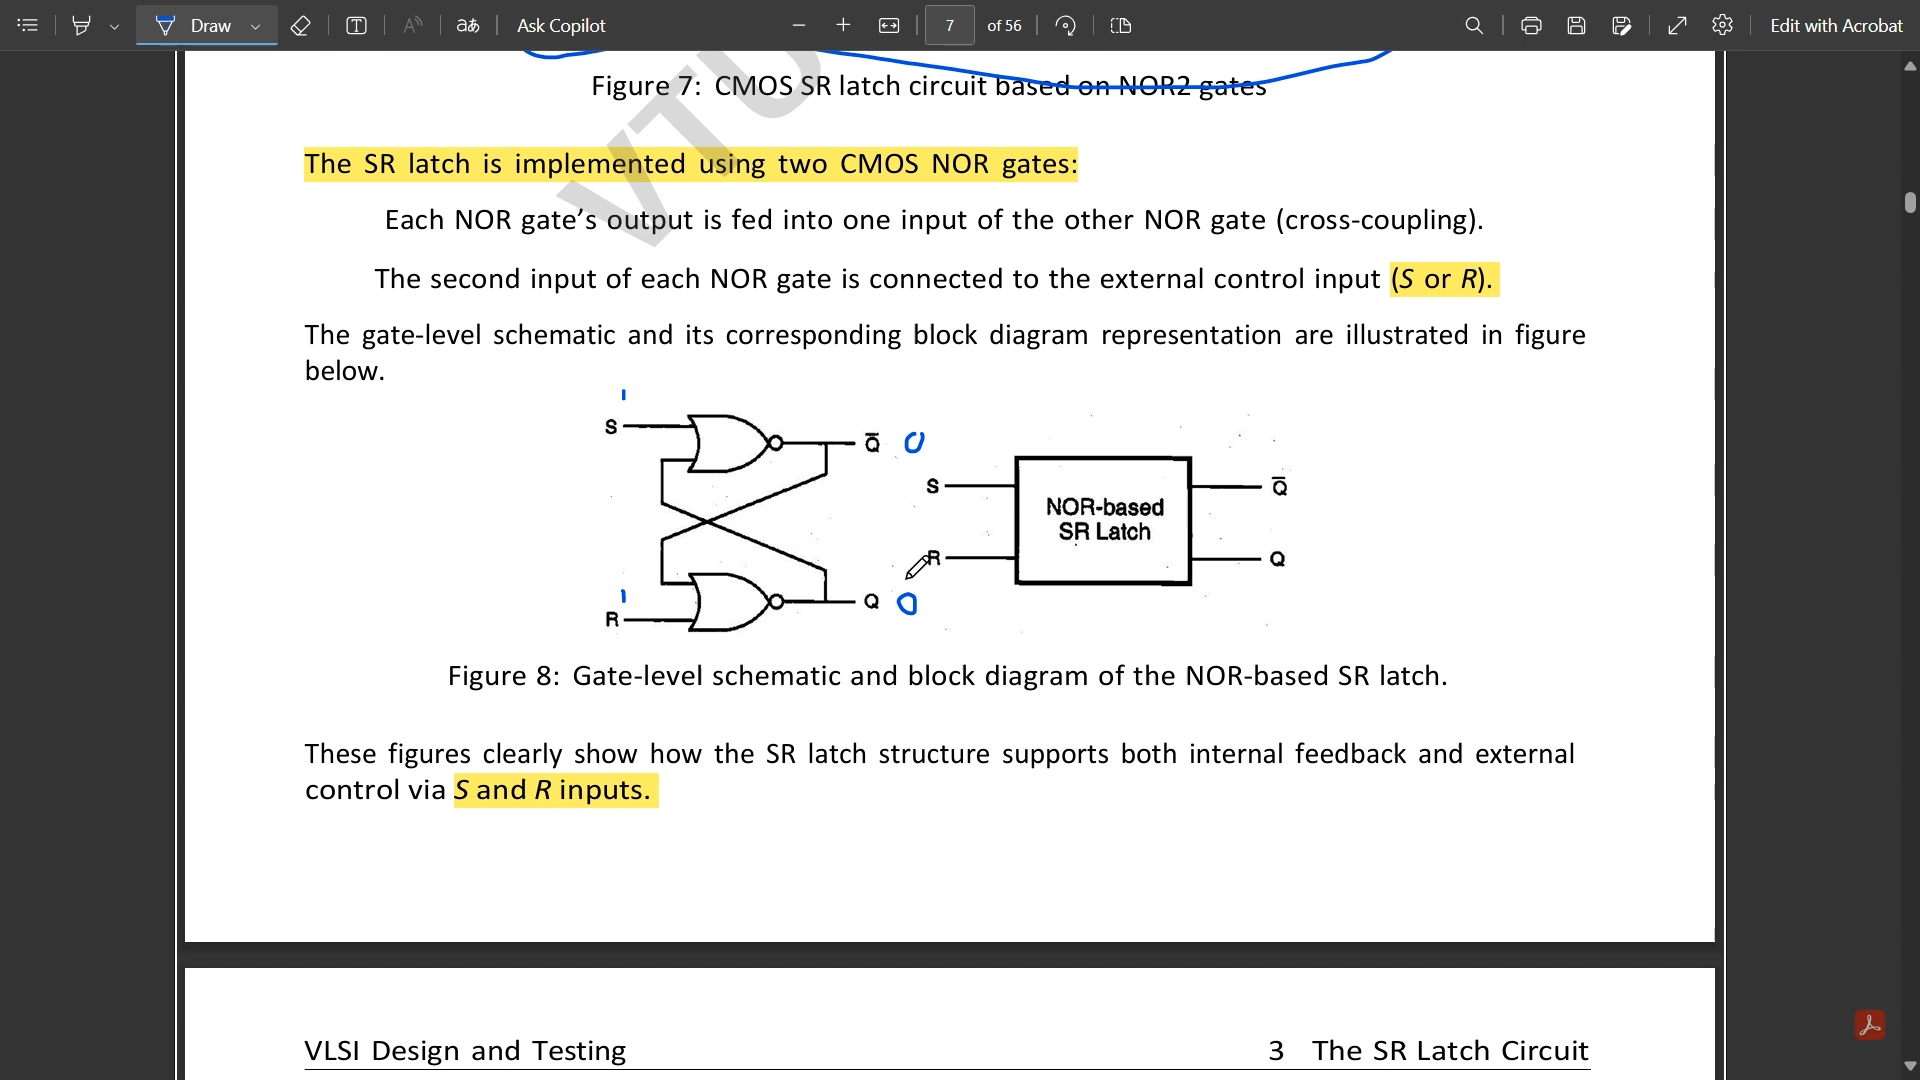 Draw
Ask Copilot
7 of 56
Edit with Acrobat
Figure 7: CMOS SR latch circuit based on NOR2 gates
VTU
The SR latch is implemented using two CMOS NOR gates:
Each NOR gate’s output is fed into one input of the other NOR gate (cross-coupling).
The second input of each NOR gate is connected to the external control input (S or R).
The gate-level schematic and its corresponding block diagram representation are illustrated in figure
below.
1
S Q̅ 0
S NOR-based Q̅
SR Latch
R Q
1
R Q 0
Figure 8: Gate-level schematic and block diagram of the NOR-based SR latch.
These figures clearly show how the SR latch structure supports both internal feedback and external
control via S and R inputs.
VLSI Design and Testing 3 The SR Latch Circuit